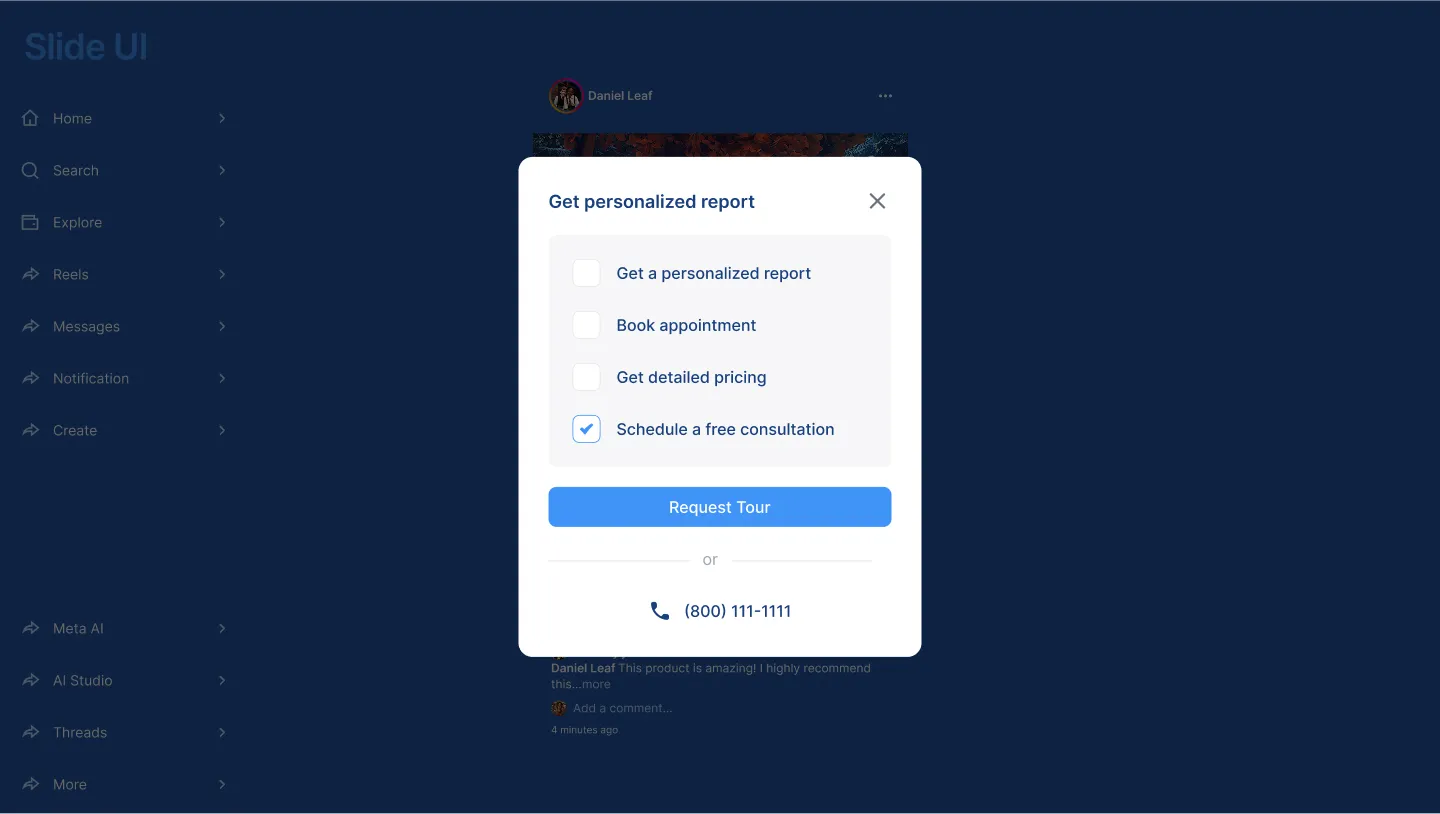 Slide UI
Home
Search
Explore
Reels
Messages
Notification
Create
Meta AI
AI Studio
Threads
More
Daniel Leaf
Get personalized report
Get a personalized report
Book appointment
Get detailed pricing
Schedule a free consultation
Request Tour
or
(800) 111-1111
Daniel Leaf This product is amazing! I highly recommend
this...more
Add a comment...
4 minutes ago